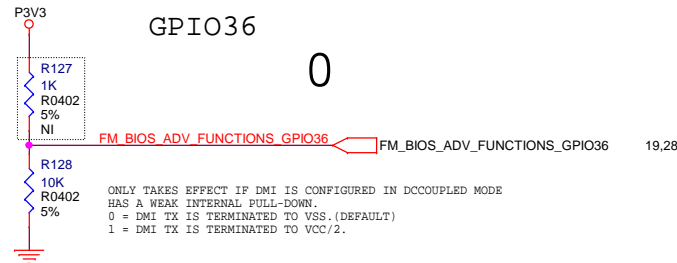 P3V3
GPIO36
0
R127
1K
R0402
5%
NI
FM_BIOS_ADV_FUNCTIONS_GPIO36
FM_BIOS_ADV_FUNCTIONS_GPIO36 19,28
R128
10K
R0402
5%
ONLY TAKES EFFECT IF DMI IS CONFIGURED IN DCCOUPLED MODE
HAS A WEAK INTERNAL PULL-DOWN.
0 = DMI TX IS TERMINATED TO VSS.(DEFAULT)
1 = DMI TX IS TERMINATED TO VCC/2.